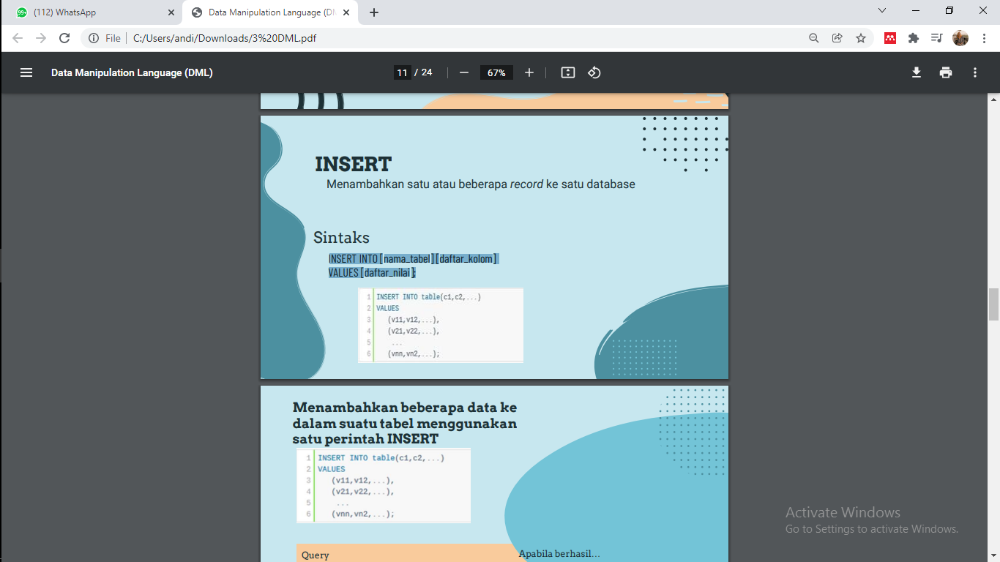 (112) WhatsApp
Data Manipulation Language (DM
File
C:/Users/andi/Downloads/3%20DML.pdf
Data Manipulation Language (DML)
11 / 24
67%
INSERT
Menambahkan satu atau beberapa record ke satu database
Sintaks
INSERT INTO [nama_tabel][daftar_kolom]
VALUES [daftar_nilai];
1 INSERT INTO table(c1,c2,...)
2 VALUES
3 (v11,v12,...),
4 (v21,v22,...),
5 ...
6 (vnn,vn2,...);
Menambahkan beberapa data ke
dalam suatu tabel menggunakan
satu perintah INSERT
1 INSERT INTO table(c1,c2,...)
2 VALUES
3 (v11,v12,...),
4 (v21,v22,...),
5 ...
6 (vnn,vn2,...);
Query
Apabila berhasil...
Activate Windows
Go to Settings to activate Windows.